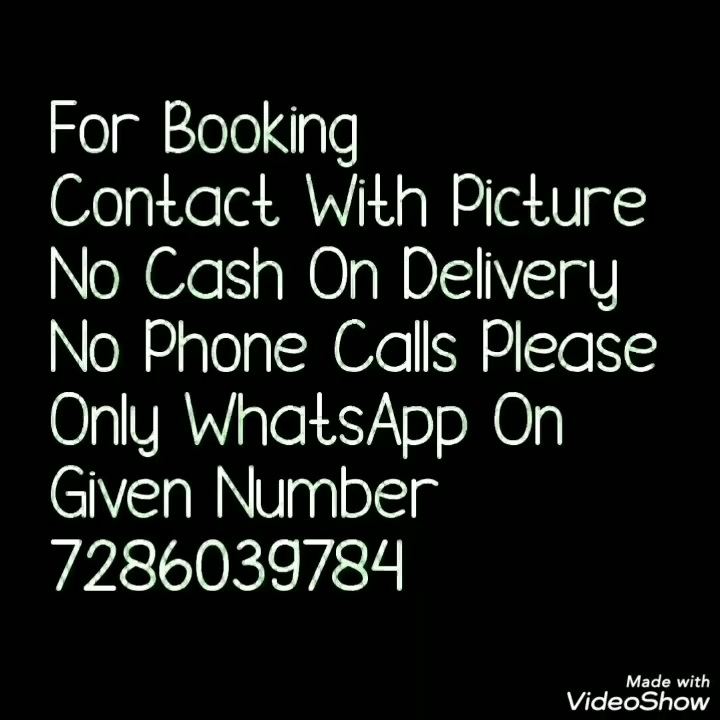 For Booking
Contact With Picture
No Cash On Delivery
No Phone Calls Please
Only WhatsApp On
Given Number
7286039784
Made with
VideoShow